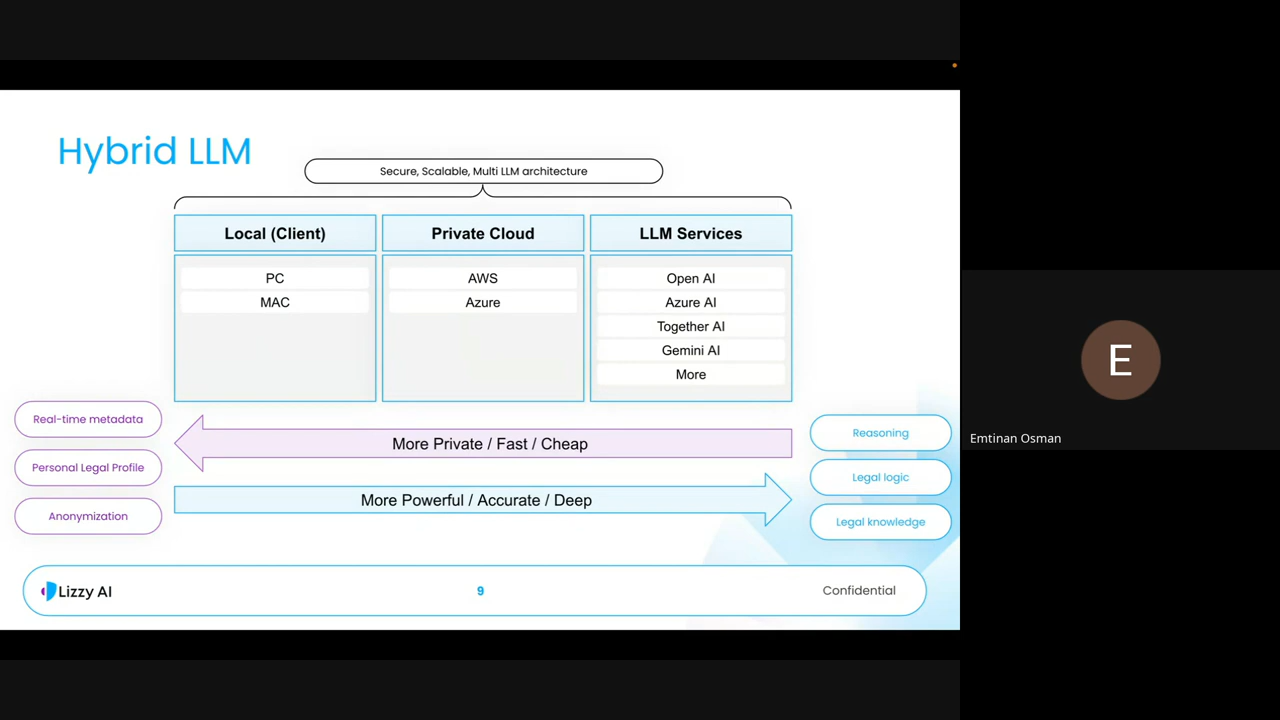 Hybrid LLM
Secure, Scalable, Multi LLM architecture
Local (Client)
Private Cloud
LLM Services
PC
MAC
AWS
Azure
Open AI
Azure AI
Together AI
Gemini AI
More
Real-time metadata
Personal Legal Profile
Anonymization
More Private / Fast / Cheap
More Powerful / Accurate / Deep
Reasoning
Legal logic
Legal knowledge
Lizzy AI
9
Confidential
E
Emtinan Osman